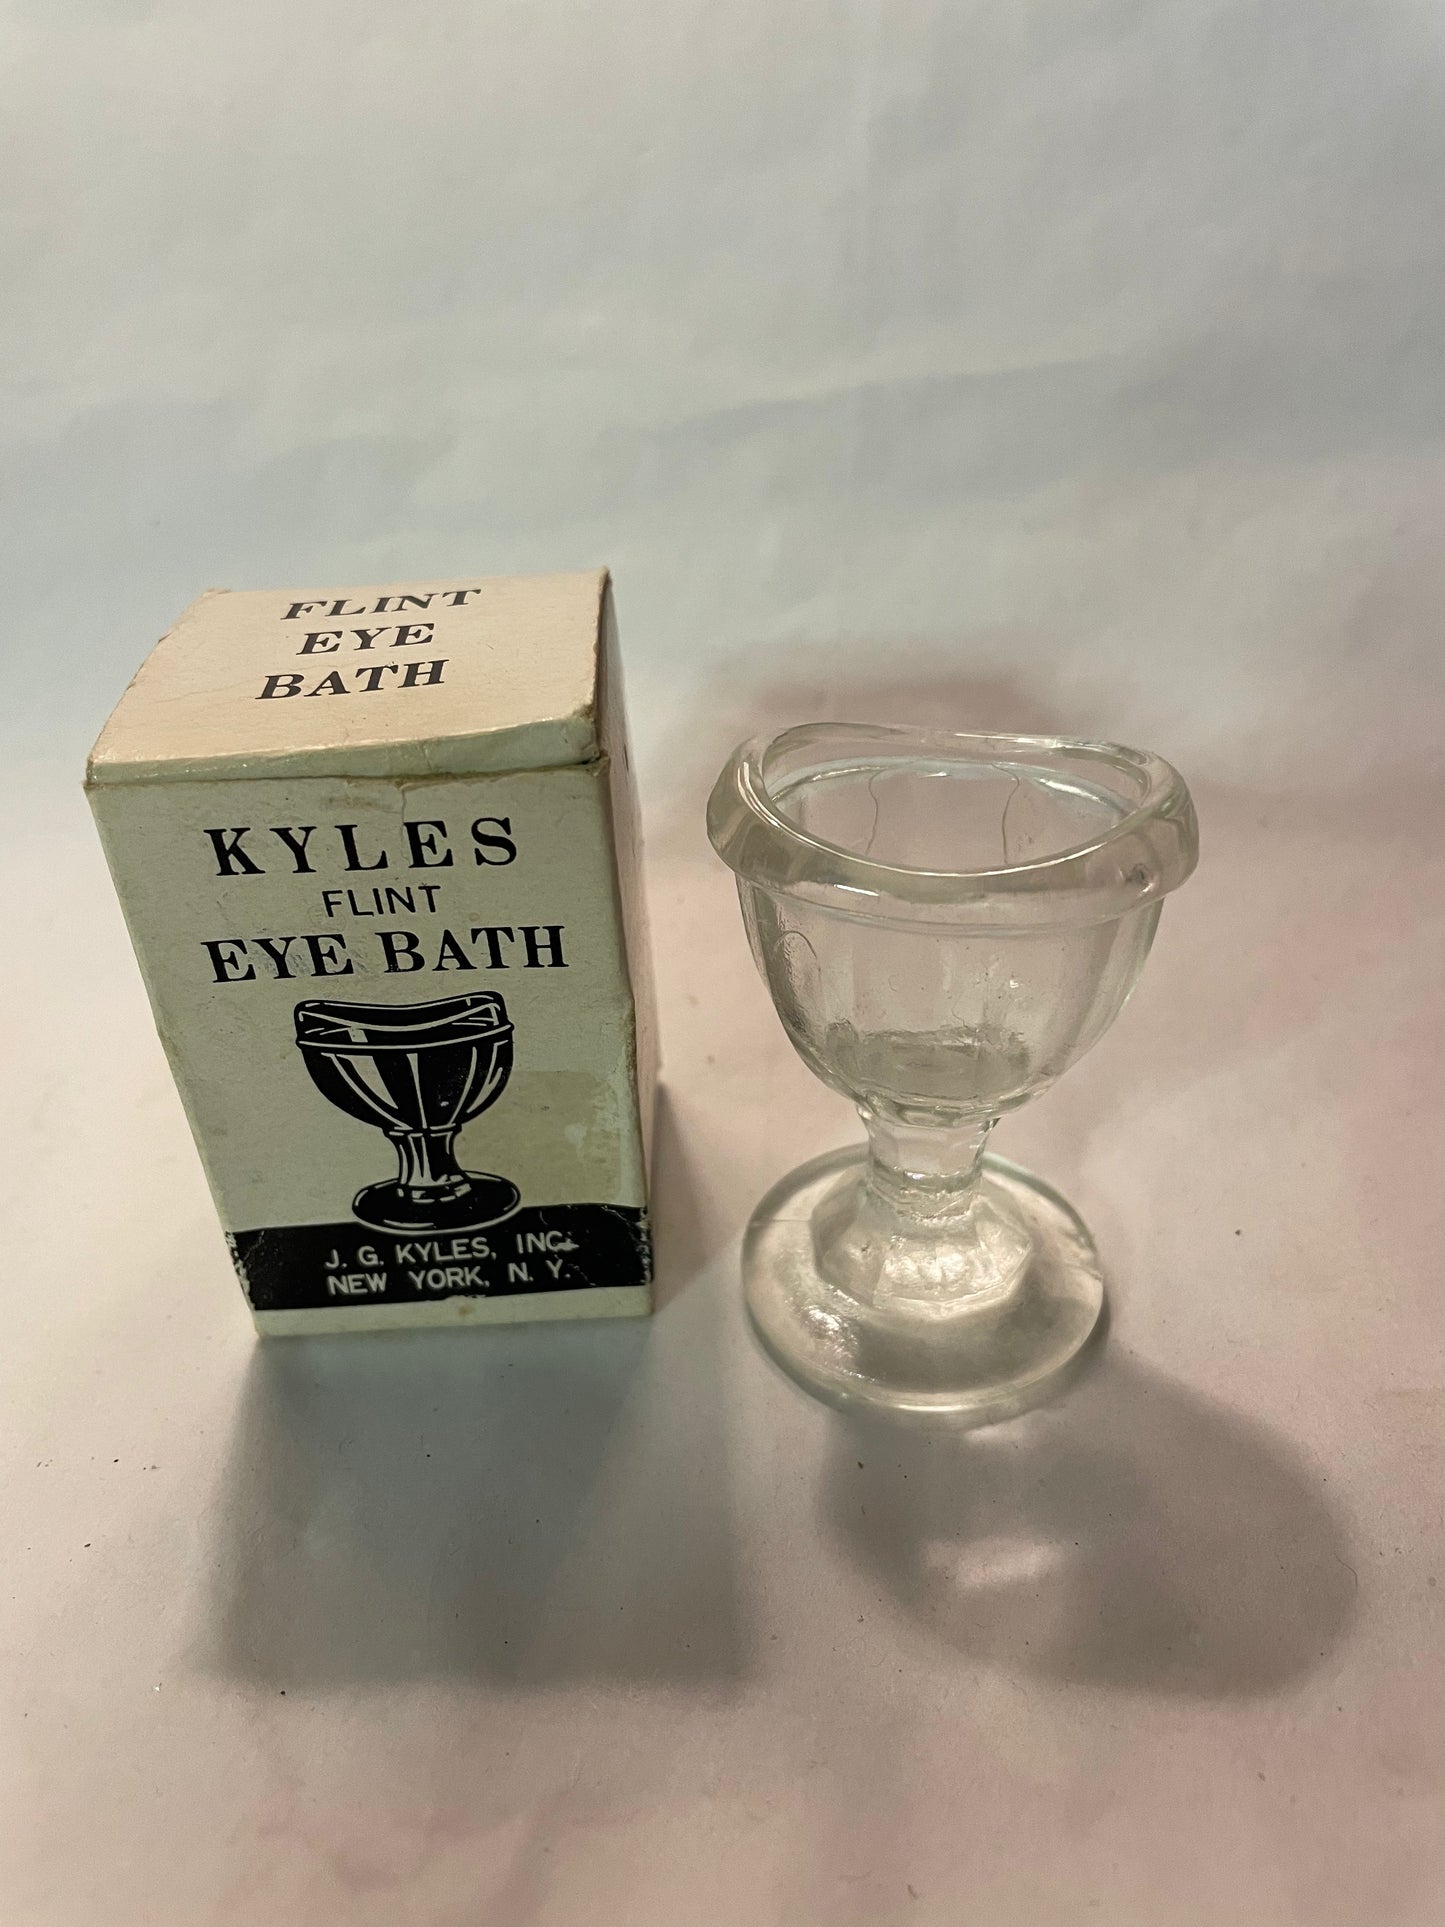 FLINT
EYE
BATH
KYLES
FLINT
EYE BATH
J. G. KYLES, INC.
NEW YORK, N. Y.